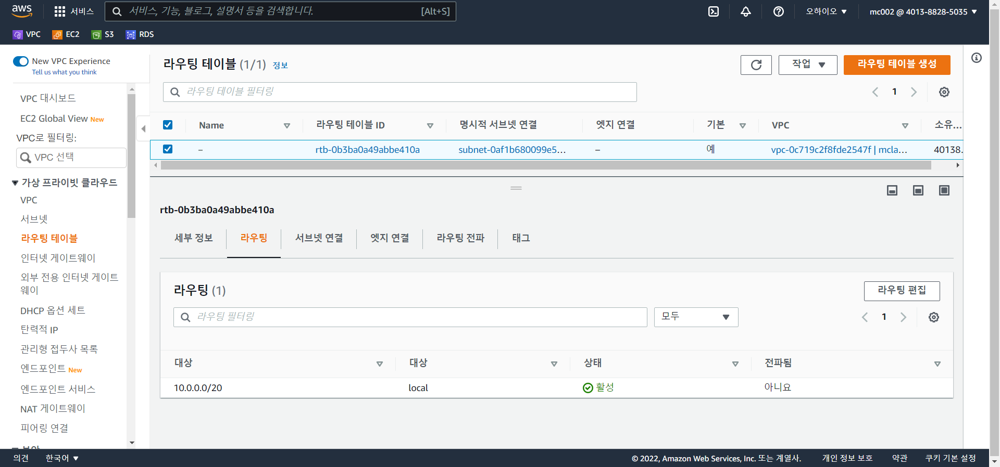 aws
서비스
서비스, 기능, 블로그, 설명서 등을 검색합니다.
[Alt+S]
오하이오 ▼
mc002 @ 4013-8828-5035 ▼
VPC
EC2
S3
RDS
New VPC Experience
Tell us what you think
VPC 대시보드
EC2 Global View New
VPC로 필터링:
VPC 선택
가상 프라이빗 클라우드
VPC
서브넷
라우팅 테이블
인터넷 게이트웨이
외부 전용 인터넷 게이트
웨이
DHCP 옵션 세트
탄력적 IP
관리형 접두사 목록
엔드포인트 New
엔드포인트 서비스
NAT 게이트웨이
피어링 연결
라우팅 테이블 (1/1) 정보
작업 ▼
라우팅 테이블 생성
라우팅 테이블 필터링
1
Name
라우팅 테이블 ID
명시적 서브넷 연결
엣지 연결
기본
VPC
소유...
–
rtb-0b3ba0a49abbe410a
subnet-0af1b680099e5...
–
예
vpc-0c719c2f8fde2547f | mcla...
40138.
rtb-0b3ba0a49abbe410a
세부 정보
라우팅
서브넷 연결
엣지 연결
라우팅 전파
태그
라우팅 (1)
라우팅 편집
라우팅 필터링
모두
1
대상
대상
상태
전파됨
10.0.0.0/20
local
활성
아니요
의견
한국어 ▼
© 2022, Amazon Web Services, Inc. 또는 계열사.
개인 정보 보호
약관
쿠키 기본 설정